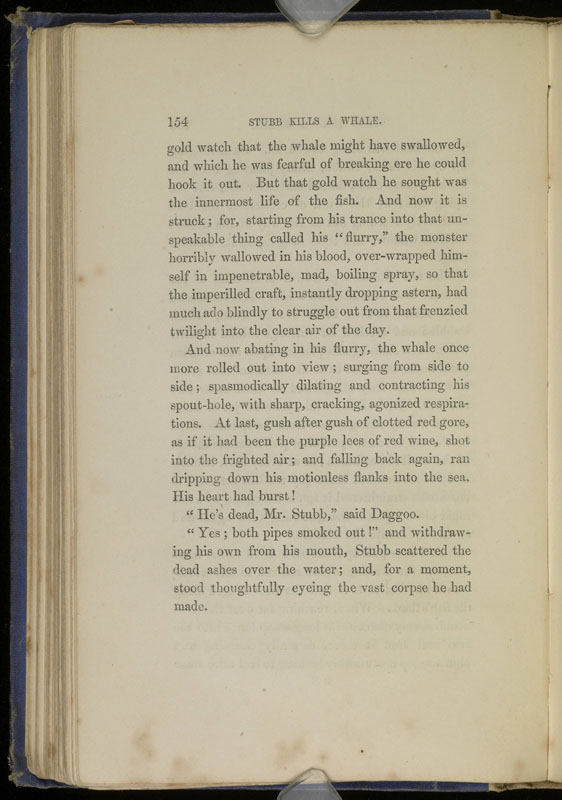 154 STUBB KILLS A WHALE.
gold watch that the whale might have swallowed,
and which he was fearful of breaking ere he could
hook it out. But that gold watch he sought was
the innermost life of the fish. And now it is
struck; for, starting from his trance into that un-
speakable thing called his “flurry,” the monster
horribly wallowed in his blood, over-wrapped him-
self in impenetrable, mad, boiling spray, so that
the imperilled craft, instantly dropping astern, had
much ado blindly to struggle out from that frenzied
twilight into the clear air of the day.
And now abating in his flurry, the whale once
more rolled out into view; surging from side to
side; spasmodically dilating and contracting his
spout-hole, with sharp, cracking, agonized respira-
tions. At last, gush after gush of clotted red gore,
as if it had been the purple lees of red wine, shot
into the frighted air; and falling back again, ran
dripping down his motionless flanks into the sea.
His heart had burst!
“He's dead, Mr. Stubb,” said Daggoo.
“Yes; both pipes smoked out!” and withdraw-
ing his own from his mouth, Stubb scattered the
dead ashes over the water; and, for a moment,
stood thoughtfully eyeing the vast corpse he had
made.